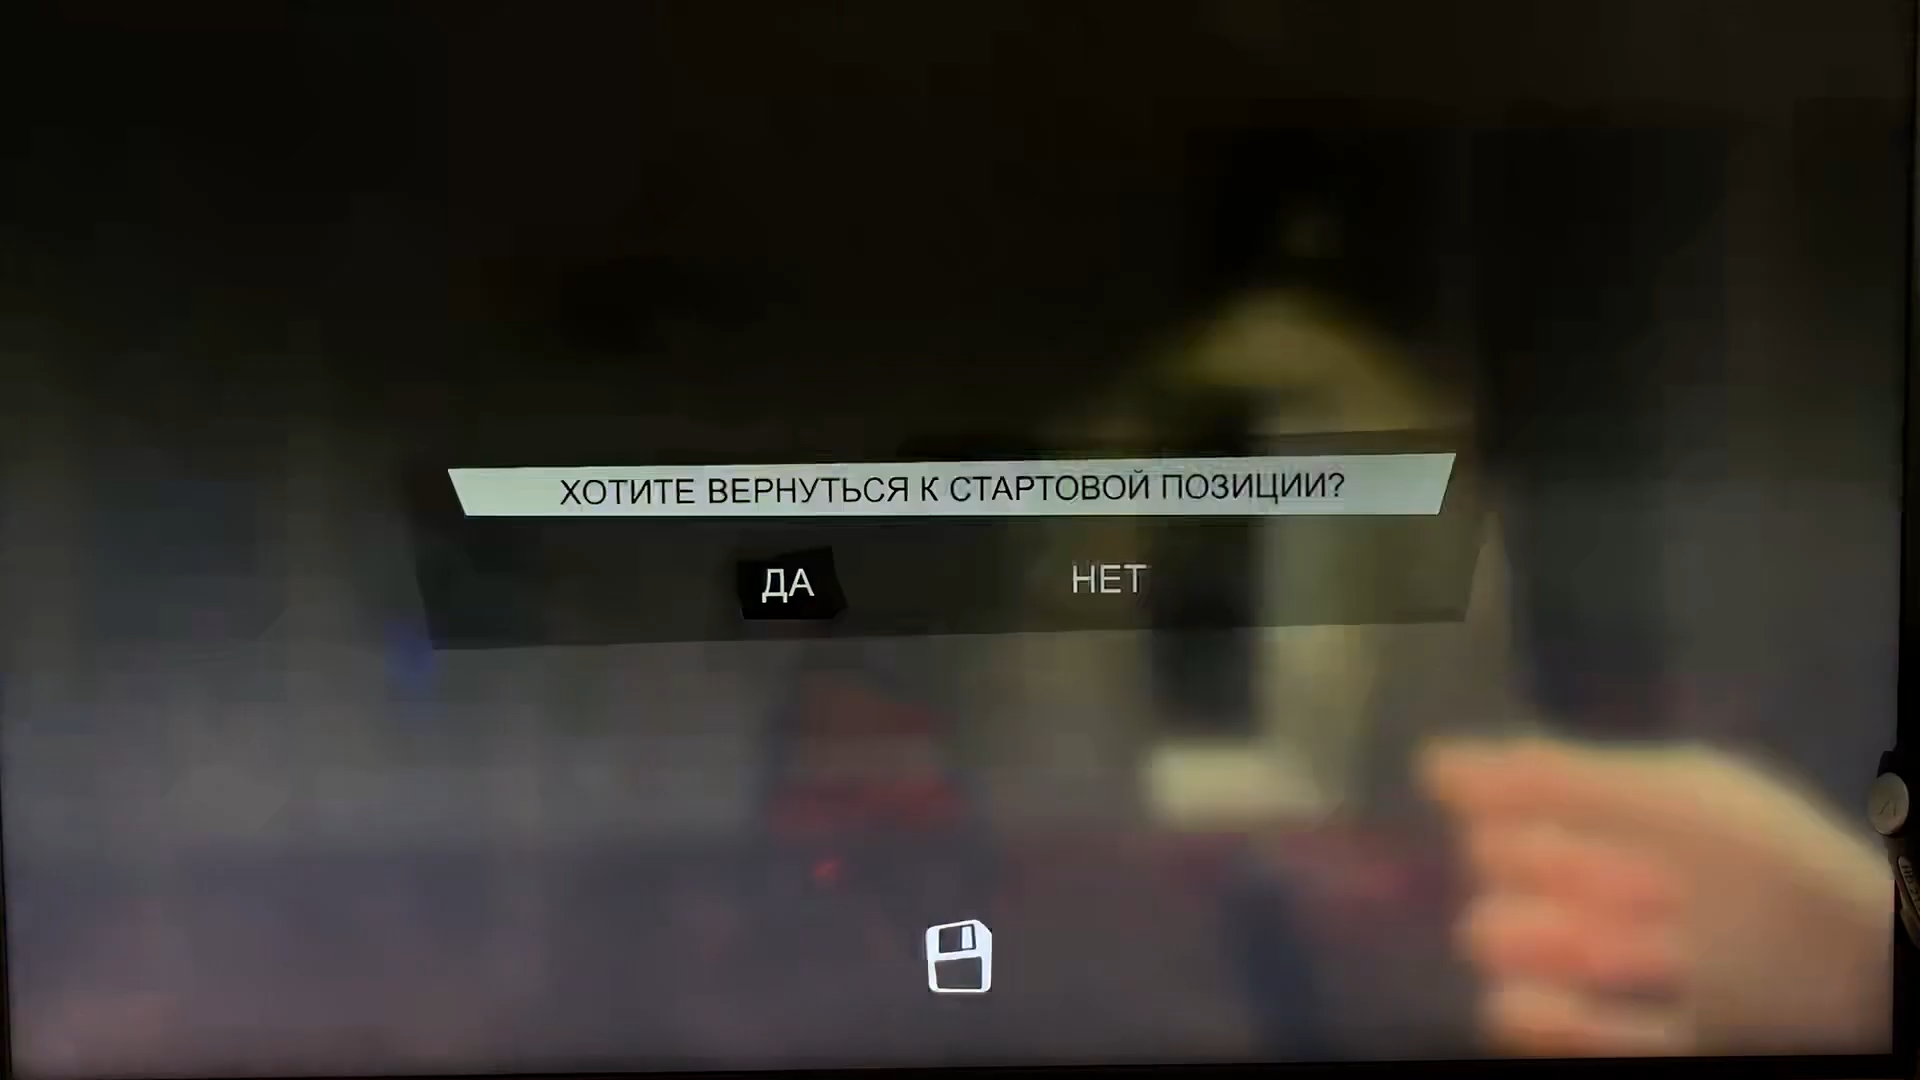 ХОТИТЕ ВЕРНУТЬСЯ К СТАРТОВОЙ ПОЗИЦИИ?
ДА
НЕТ